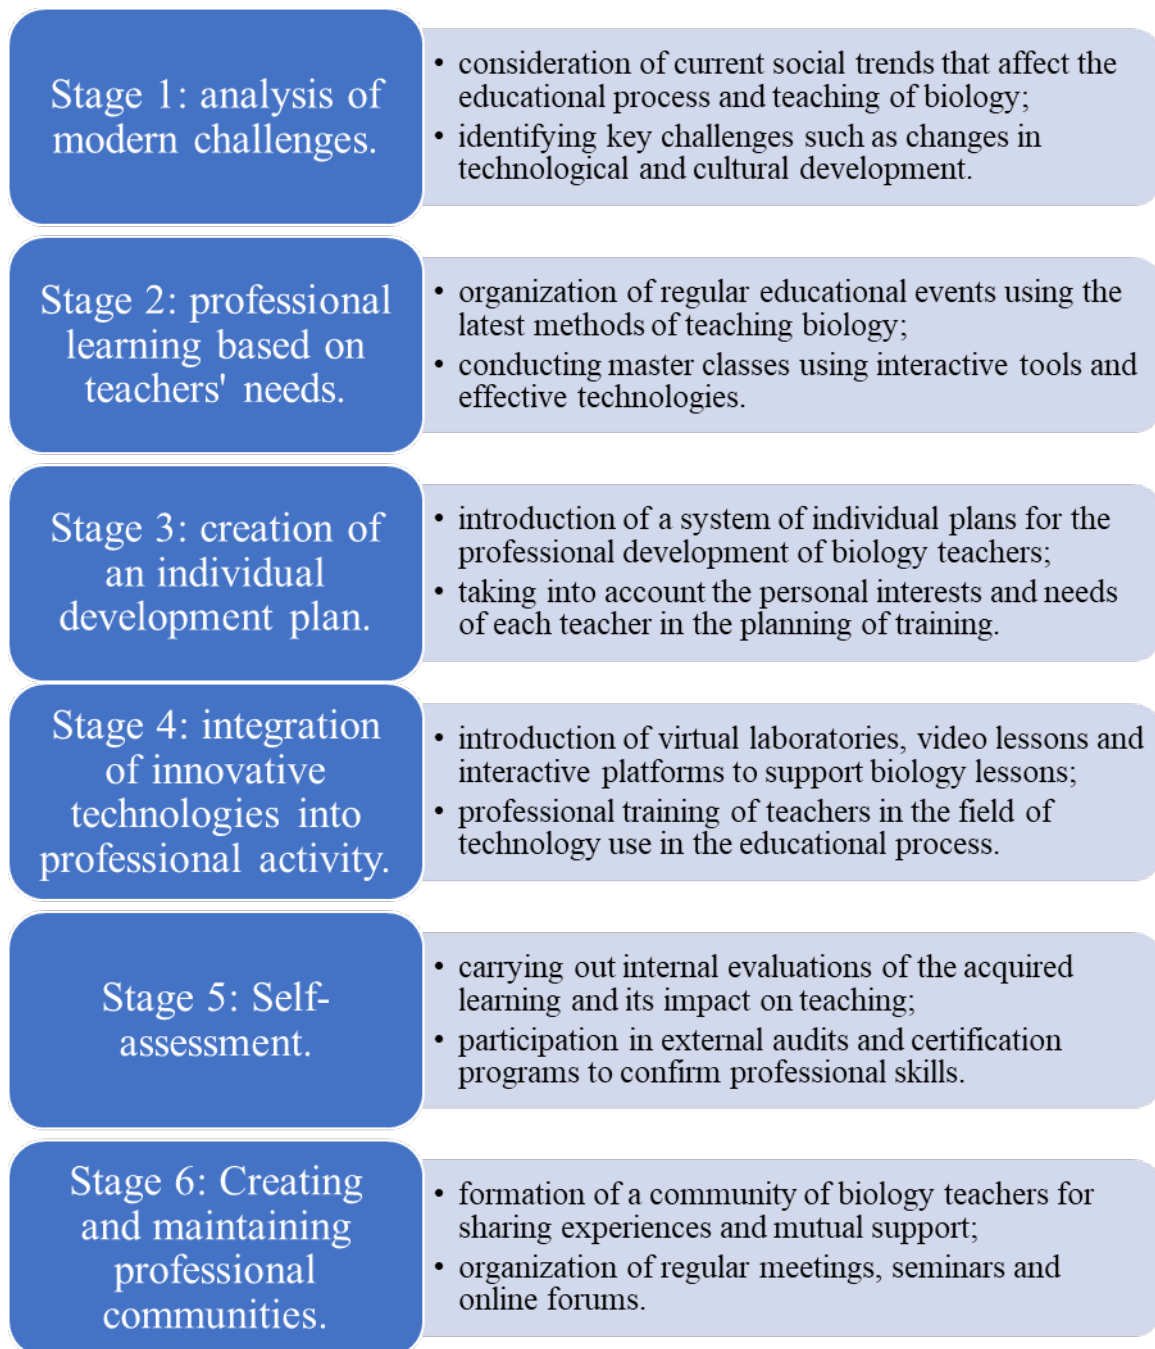 Stage 1: analysis of
modern challenges.
• consideration of current social trends that affect the
educational process and teaching of biology;
• identifying key challenges such as changes in
technological and cultural development.
Stage 2: professional
learning based on
teachers' needs.
• organization of regular educational events using the
latest methods of teaching biology;
• conducting master classes using interactive tools and
effective technologies.
Stage 3: creation of
an individual
development plan.
• introduction of a system of individual plans for the
professional development of biology teachers;
• taking into account the personal interests and needs
of each teacher in the planning of training.
Stage 4: integration
of innovative
technologies into
professional activity.
• introduction of virtual laboratories, video lessons and
interactive platforms to support biology lessons;
• professional training of teachers in the field of
technology use in the educational process.
Stage 5: Self-
assessment.
• carrying out internal evaluations of the acquired
learning and its impact on teaching;
• participation in external audits and certification
programs to confirm professional skills.
Stage 6: Creating
and maintaining
professional
communities.
• formation of a community of biology teachers for
sharing experiences and mutual support;
• organization of regular meetings, seminars and
online forums.